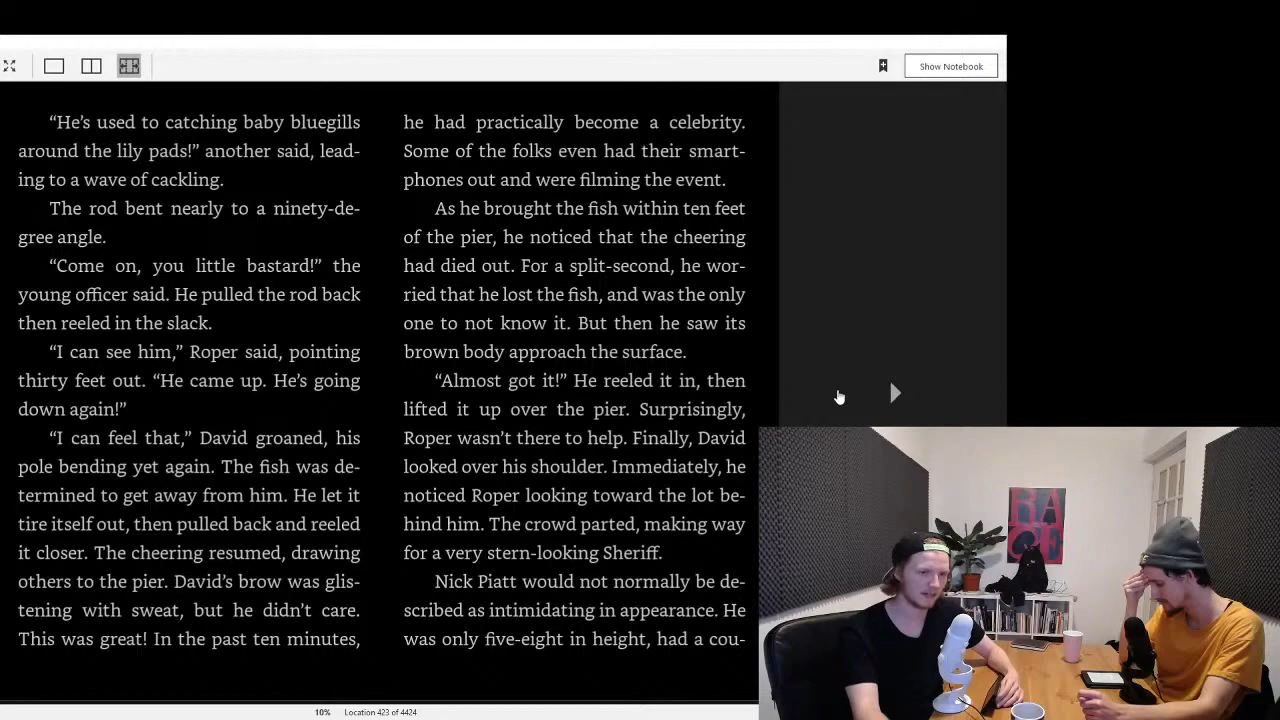 Show Notebook
“He’s used to catching baby bluegills
around the lily pads!” another said, lead-
ing to a wave of cackling.
The rod bent nearly to a ninety-de-
gree angle.
“Come on, you little bastard!” the
young officer said. He pulled the rod back
then reeled in the slack.
“I can see him,” Roper said, pointing
thirty feet out. “He came up. He’s going
down again!”
“I can feel that,” David groaned, his
pole bending yet again. The fish was de-
termined to get away from him. He let it
tire itself out, then pulled back and reeled
it closer. The cheering resumed, drawing
others to the pier. David’s brow was glis-
tening with sweat, but he didn’t care.
This was great! In the past ten minutes,
he had practically become a celebrity.
Some of the folks even had their smart-
phones out and were filming the event.
As he brought the fish within ten feet
of the pier, he noticed that the cheering
had died out. For a split-second, he wor-
ried that he lost the fish, and was the only
one to not know it. But then he saw its
brown body approach the surface.
“Almost got it!” He reeled it in, then
lifted it up over the pier. Surprisingly,
Roper wasn’t there to help. Finally, David
looked over his shoulder. Immediately, he
noticed Roper looking toward the lot be-
hind him. The crowd parted, making way
for a very stern-looking Sheriff.
Nick Piatt would not normally be de-
scribed as intimidating in appearance. He
was only five-eight in height, had a cou-
RA
GE
10% Location 423 of 4424